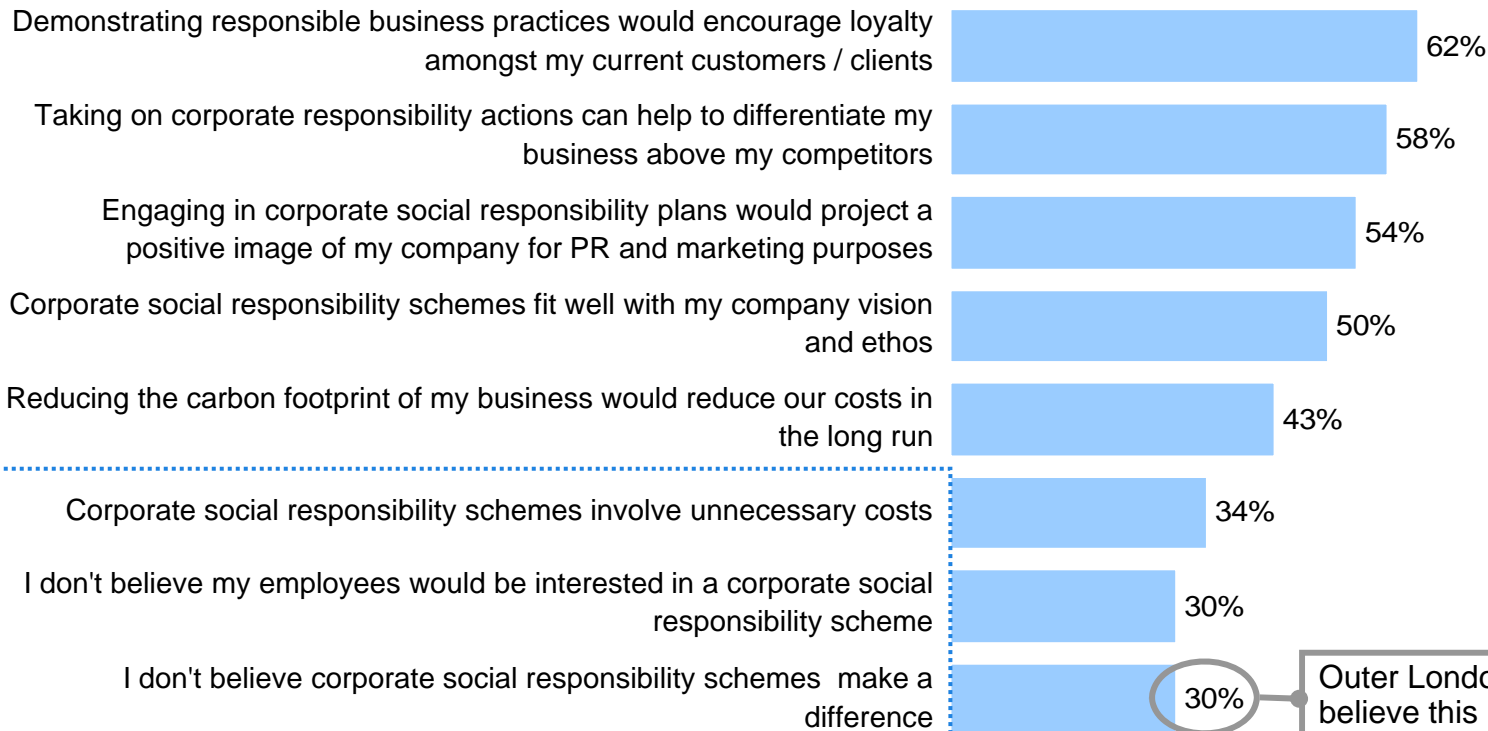 Demonstrating responsible business practices would encourage loyalty
amongst my current customers / clients
62%
Taking on corporate responsibility actions can help to differentiate my
business above my competitors
58%
Engaging in corporate social responsibility plans would project a
positive image of my company for PR and marketing purposes
54%
Corporate social responsibility schemes fit well with my company vision
and ethos
50%
Reducing the carbon footprint of my business would reduce our costs in
the long run
43%
Corporate social responsibility schemes involve unnecessary costs
34%
I don't believe my employees would be interested in a corporate social
responsibility scheme
30%
I don't believe corporate social responsibility schemes make a
difference
30%
Outer
believe this